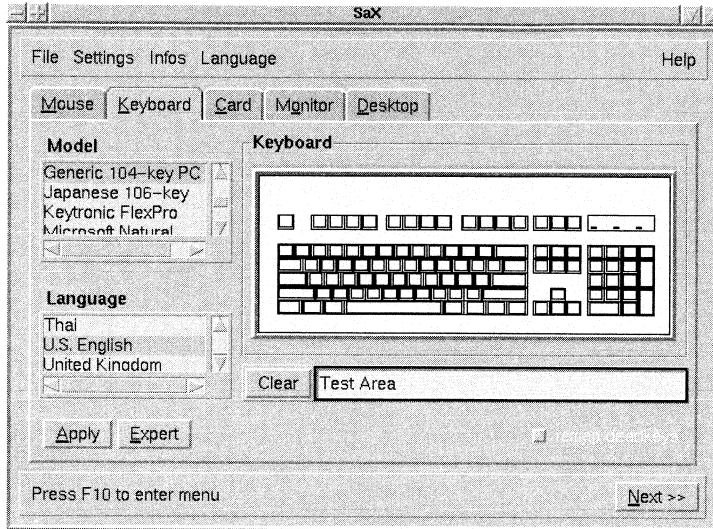 SaX
File Settings Infos Language Help
Mouse Keyboard Card Monitor Desktop
Model
Generic 104-key PC
Japanese 106-key
Keytronic FlexPro
Microsoft Natural
Keyboard
Language
Thai
U.S. English
United Kingdom
Clear Test Area
Apply Expert
Press F10 to enter menu Next >>